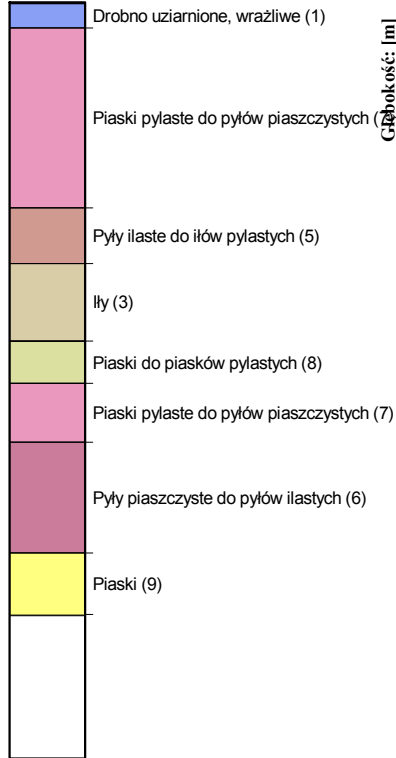 Drobno uziarnione, wrażliwe (1)
Głębokość: [m]
Piaski pylaste do pyłów piaszczystych (7)
Pyły ilaste do iłów pylastych (5)
Iły (3)
Piaski do piasków pylastych (8)
Piaski pylaste do pyłów piaszczystych (7)
Pyły piaszczyste do pyłów ilastych (6)
Piaski (9)